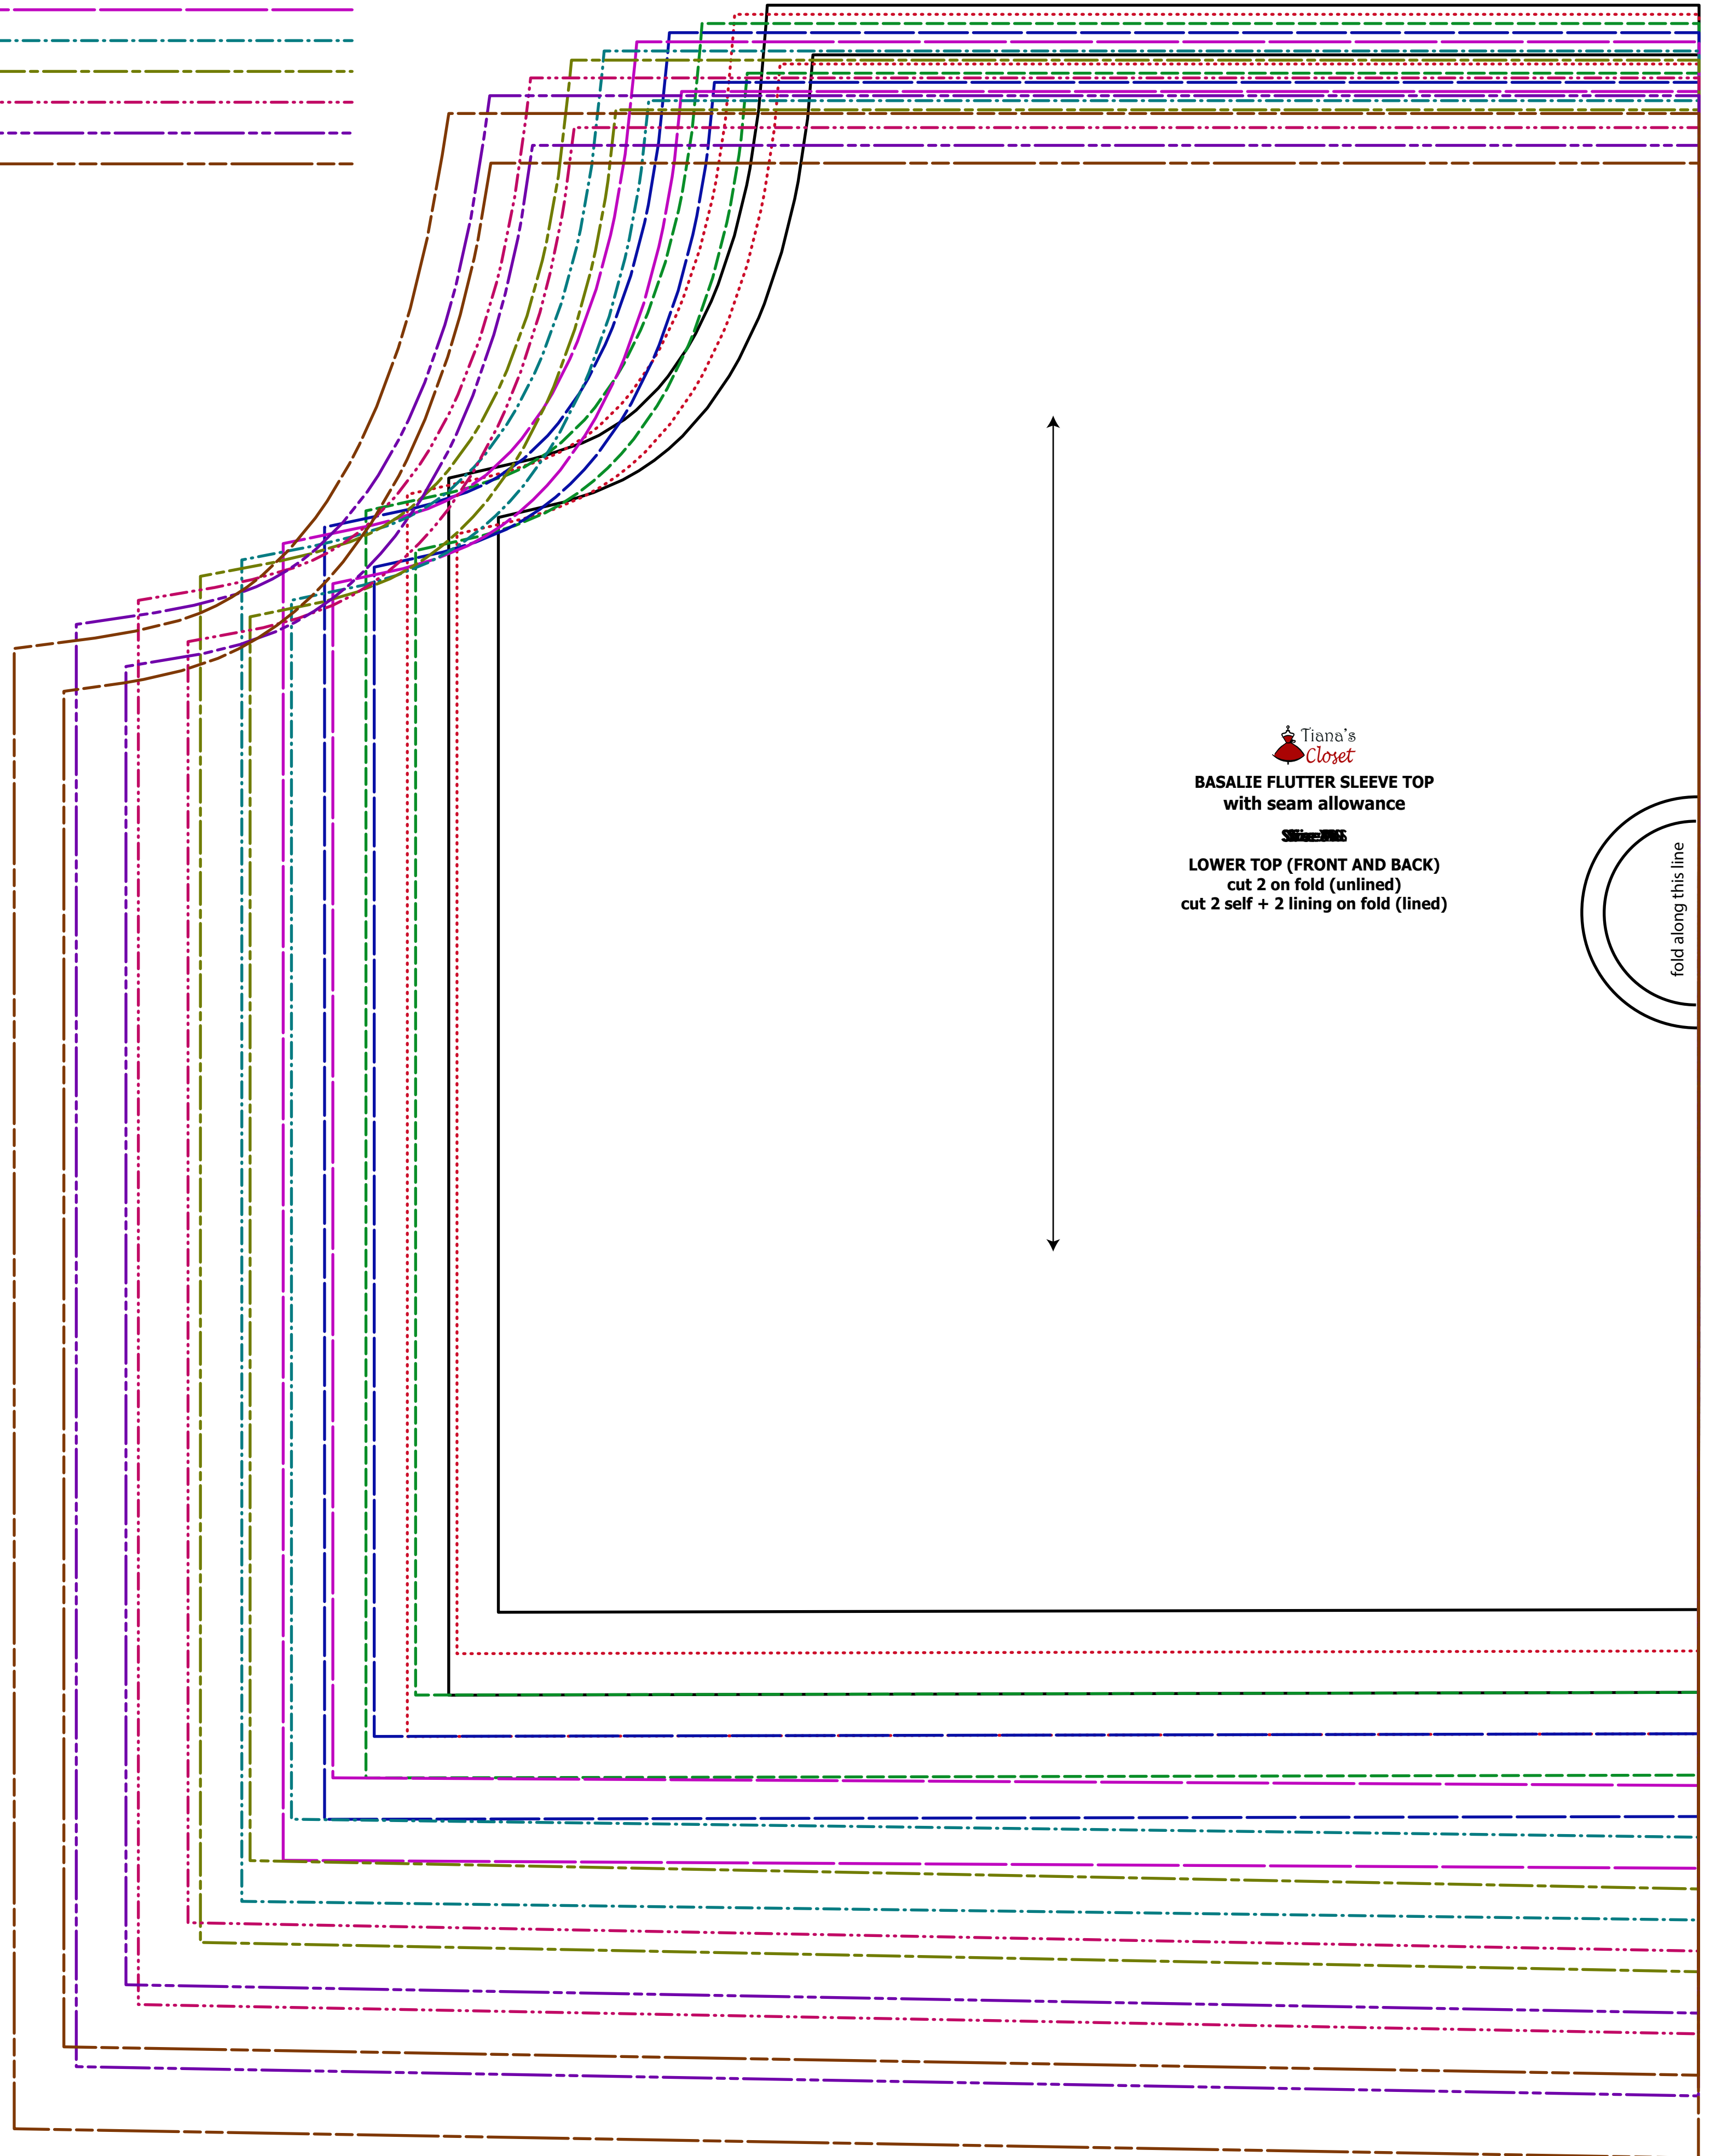 Tiana's
Closet
BASALIE FLUTTER SLEEVE TOP
with seam allowance
LOWER TOP (FRONT AND BACK)
cut 2 on fold (unlined)
cut 2 self + 2 lining on fold (lined)
fold along this line